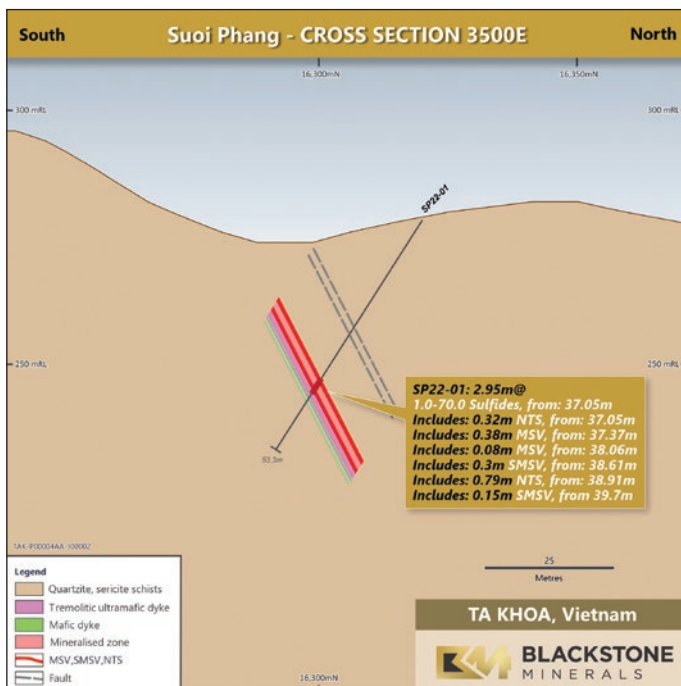 South Suoi Phang - CROSS SECTION 3500E North
16,300mN 16,350mN
300 mRL 300 mRL
SP22-01
250 mRL 250 mRL
SP22-01: 2.95m@
1.0-70.0 Sulfides, from: 37.05m
Includes: 0.32m NTS, from: 37.05m
Includes: 0.38m MSV, from: 37.37m
Includes: 0.08m MSV, from: 38.06m
Includes: 0.3m SMSV, from: 38.61m
Includes: 0.79m NTS, from: 38.91m
Includes: 0.15m SMSV, from 39.7m
25
Metres
Legend
Quartzite, sericite schists
Tremolitic ultramafic dyke
Mafic dyke
Mineralised zone
MSV,SMSV,NTS
Fault
16,300mN
TA KHOA, Vietnam
BLACKSTONE
MINERALS